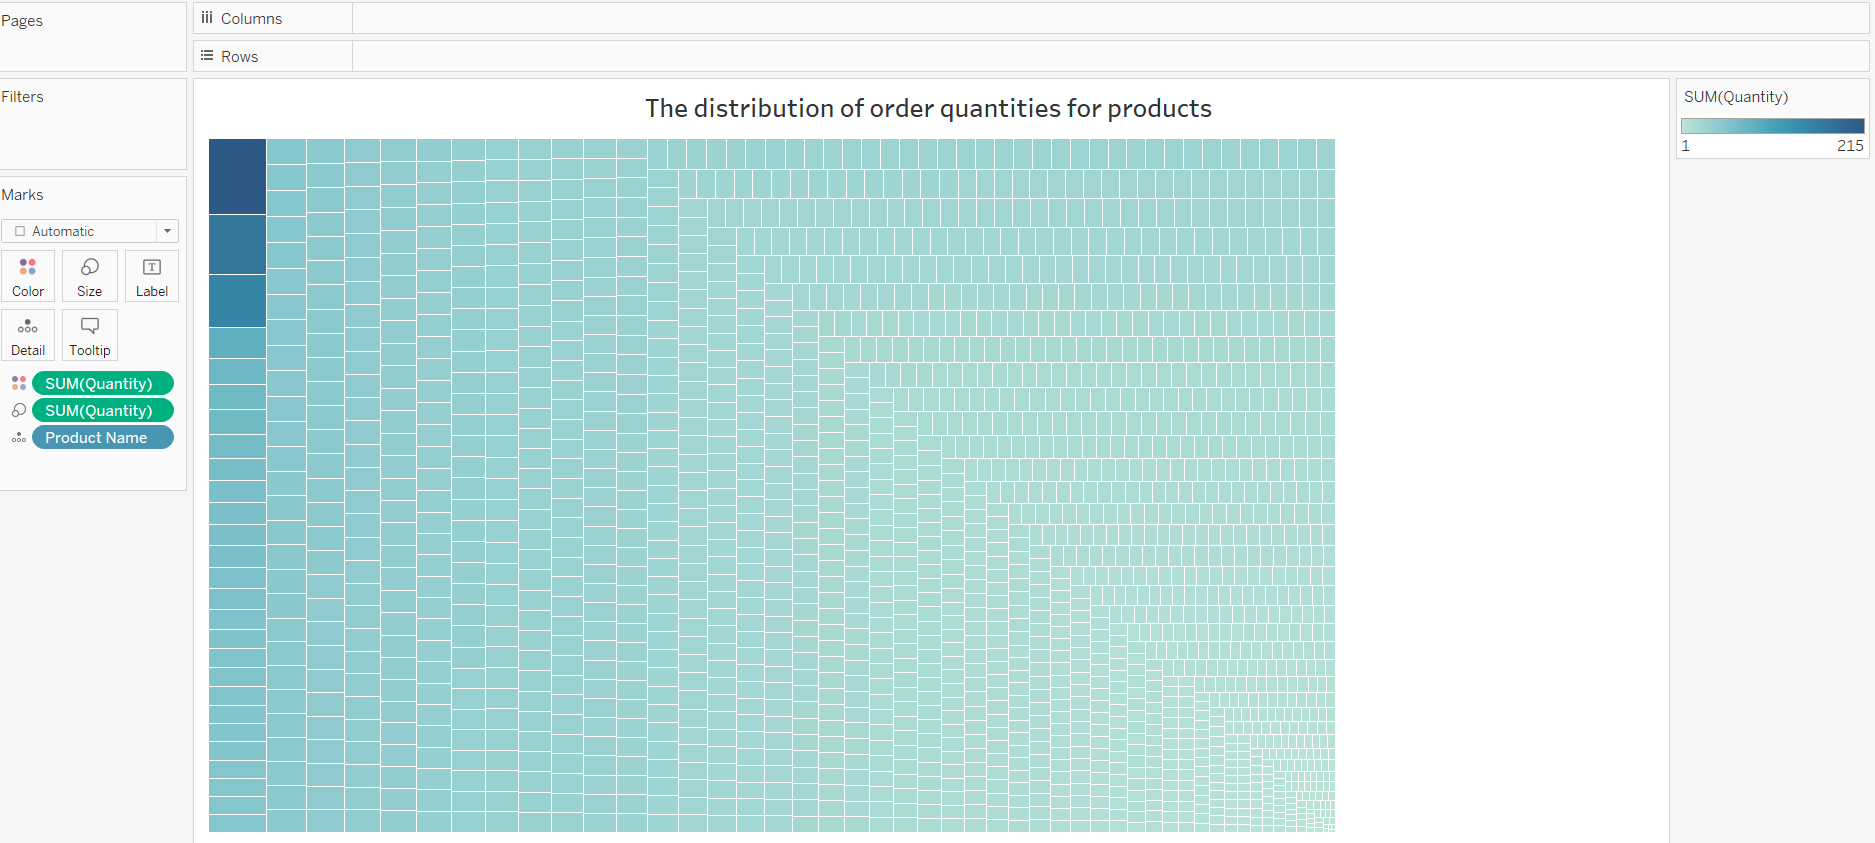 Pages
Columns
Rows
Filters
Marks
Automatic
Color
Size
Label
Detail
Tooltip
SUM(Quantity)
SUM(Quantity)
Product Name
The distribution of order quantities for products
SUM(Quantity)
1 215